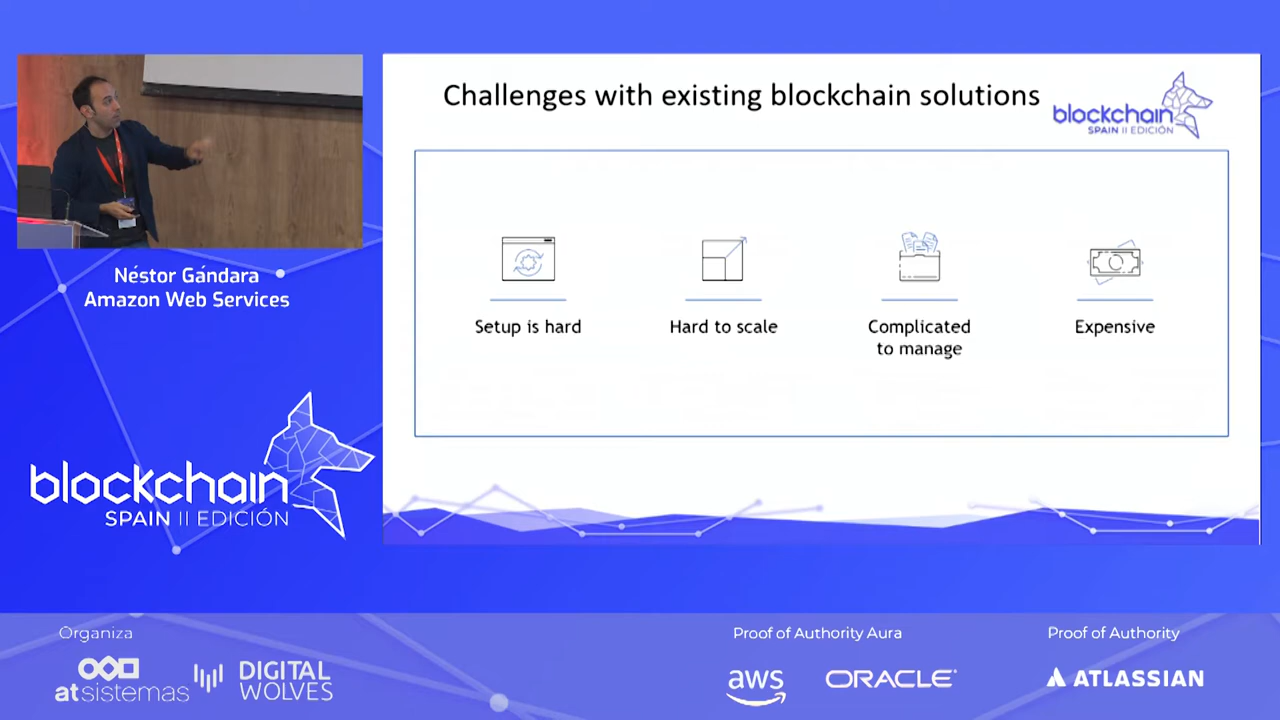 Challenges with existing blockchain solutions
blockchain
SPAIN II EDICIÓN
Setup is hard
Hard to scale
Complicated
to manage
Expensive
Néstor Gándara
Amazon Web Services
blockchain
SPAIN II EDICIÓN
Organiza
atsistemas
DIGITAL
WOLVES
Proof of Authority Aura
aws
ORACLE
Proof of Authority
ATLASSIAN